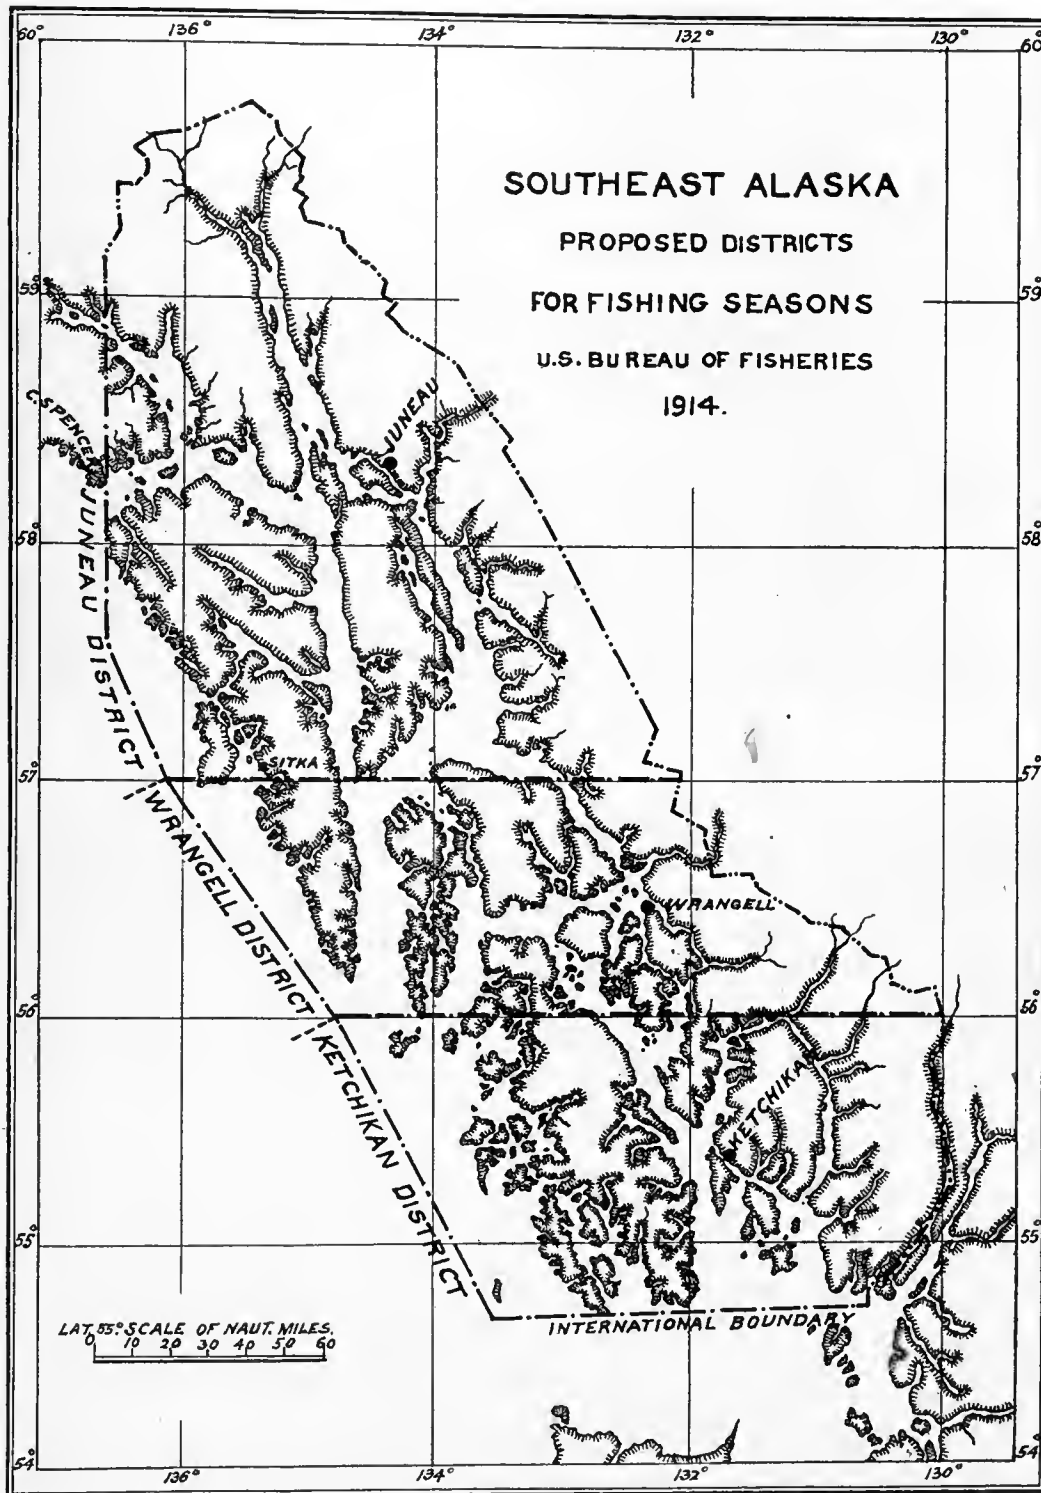 136° 134° 132° 130°
60° 60°
SOUTHEAST ALASKA
PROPOSED DISTRICTS
FOR FISHING SEASONS
U.S. BUREAU OF FISHERIES
1914.
59° 59°
C. SPENCER
JUNEAU
58° 58°
JUNEAU DISTRICT
SITKA
57° 57°
WRANGELL DISTRICT
WRANGELL
56° 56°
KETCHIKAN DISTRICT
KETCHIKAN
55° 55°
INTERNATIONAL BOUNDARY
LAT. 55° SCALE OF NAUT. MILES.
0 10 20 30 40 50 60
54° 54°
136° 134° 132° 130°